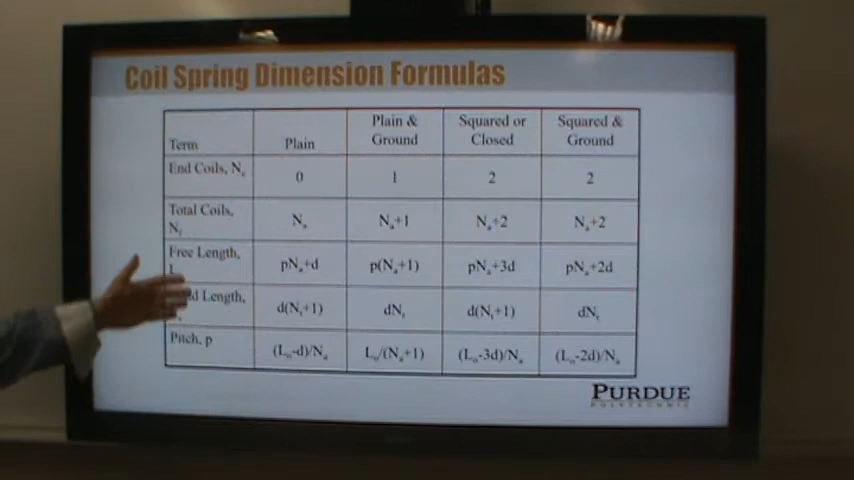 Coil Spring Dimension Formulas
Term Plain Plain & Ground Squared or Closed Squared & Ground
End Coils, Ne 0 1 2 2
Total Coils, Nt Na Na+1 Na+2 Na+2
Free Length, L pNa+d p(Na+1) pNa+3d pNa+2d
Length, d(Nt+1) dNt d(Nt+1) dNt
Pitch, p (Lo-d)/Na Lo/(Na+1) (Lo-3d)/Na (Lo-2d)/Na
PURDUE
POLYTECHNIC